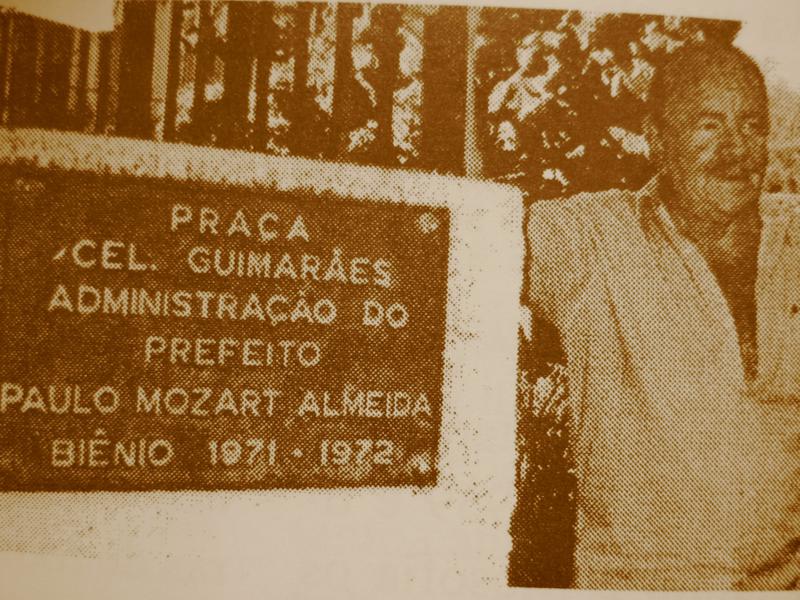 PRAÇA
CEL. GUIMARÃES
ADMINISTRAÇÃO DO
PREFEITO
PAULO MOZART ALMEIDA
BIÊNIO 1971 - 1972